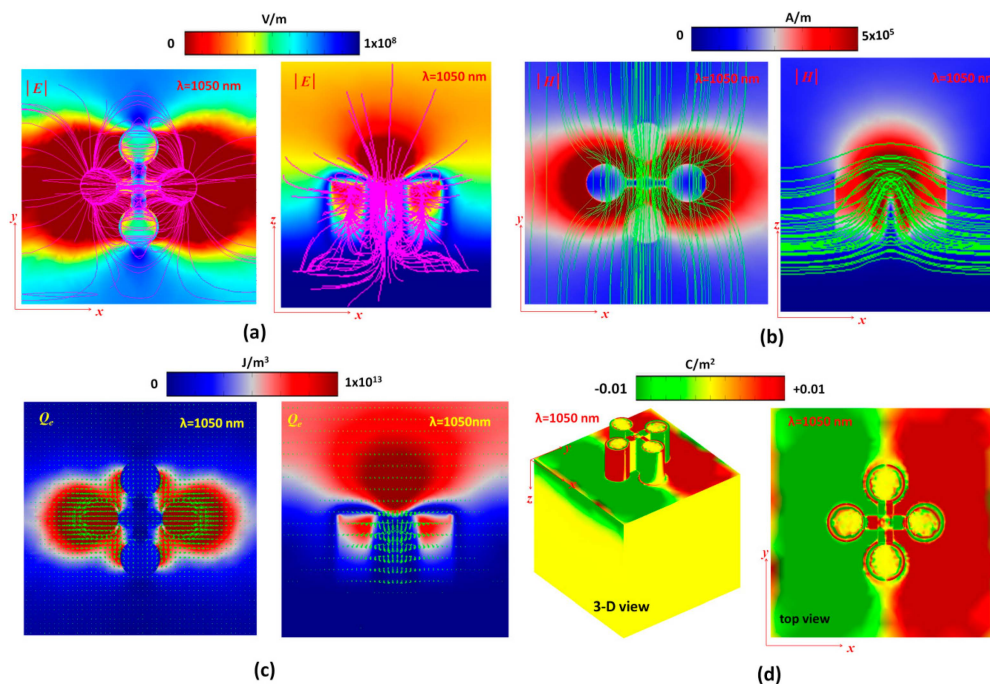 V/m
0
1x10⁸
|E|
λ=1050 nm
|E|
λ=1050 nm
y
x
z
x
(a)
A/m
0
5x10⁵
|H|
λ=1050 nm
|H|
λ=1050 nm
y
x
z
x
(b)
J/m³
0
1x10¹³
Qe
λ=1050 nm
Qe
λ=1050nm
(c)
C/m²
-0.01
+0.01
λ=1050 nm
z
3-D view
λ=1050 nm
y
top view
x
(d)